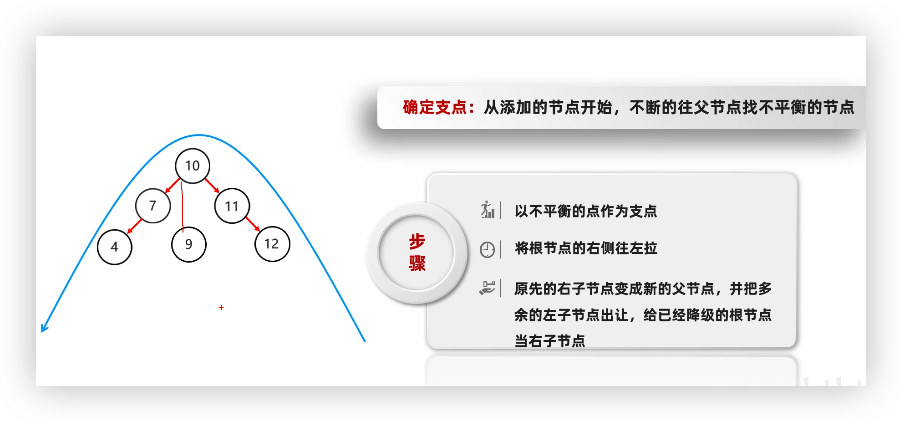 确定支点：从添加的节点开始，不断的往父节点找不平衡的节点
10
7
11
4
9
12
步
骤
以不平衡的点作为支点
将根节点的右侧往左拉
原先的右子节点变成新的父节点，并把多
余的左子节点出让，给已经降级的根节点
当右子节点